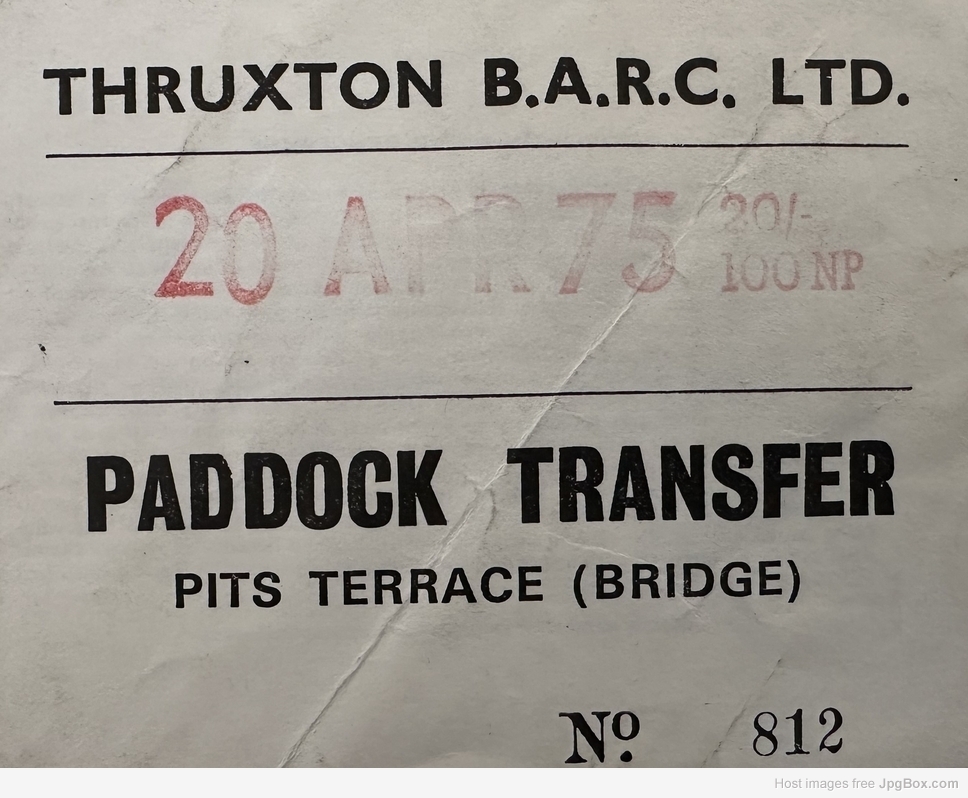 THRUXTON B.A.R.C. LTD.
20 APR 75 20/-
100 NP
PADDOCK TRANSFER
PITS TERRACE (BRIDGE)
Nº 812
Host images free JpgBox.com